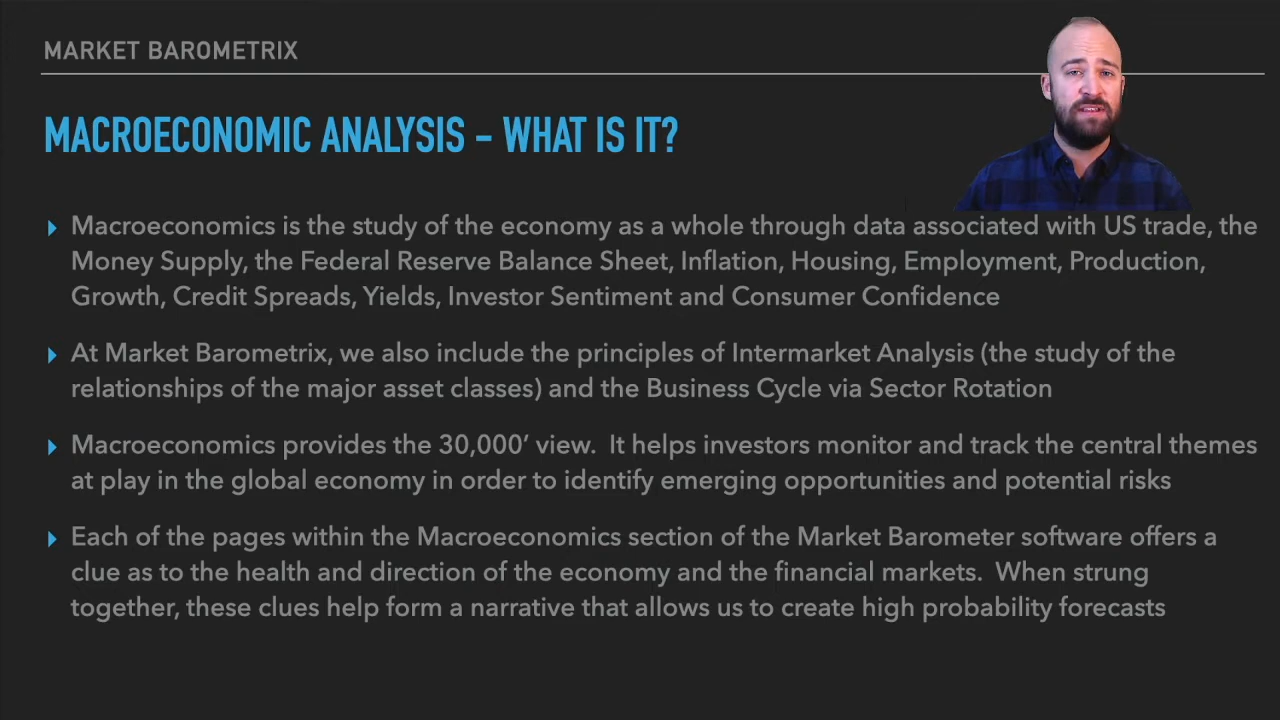 MARKET BAROMETRIX
MACROECONOMIC ANALYSIS - WHAT IS IT?
Macroeconomics is the study of the economy as a whole through data associated with US trade, the
Money Supply, the Federal Reserve Balance Sheet, Inflation, Housing, Employment, Production,
Growth, Credit Spreads, Yields, Investor Sentiment and Consumer Confidence
At Market Barometrix, we also include the principles of Intermarket Analysis (the study of the
relationships of the major asset classes) and the Business Cycle via Sector Rotation
Macroeconomics provides the 30,000’ view.  It helps investors monitor and track the central themes
at play in the global economy in order to identify emerging opportunities and potential risks
Each of the pages within the Macroeconomics section of the Market Barometer software offers a
clue as to the health and direction of the economy and the financial markets.  When strung
together, these clues help form a narrative that allows us to create high probability forecasts